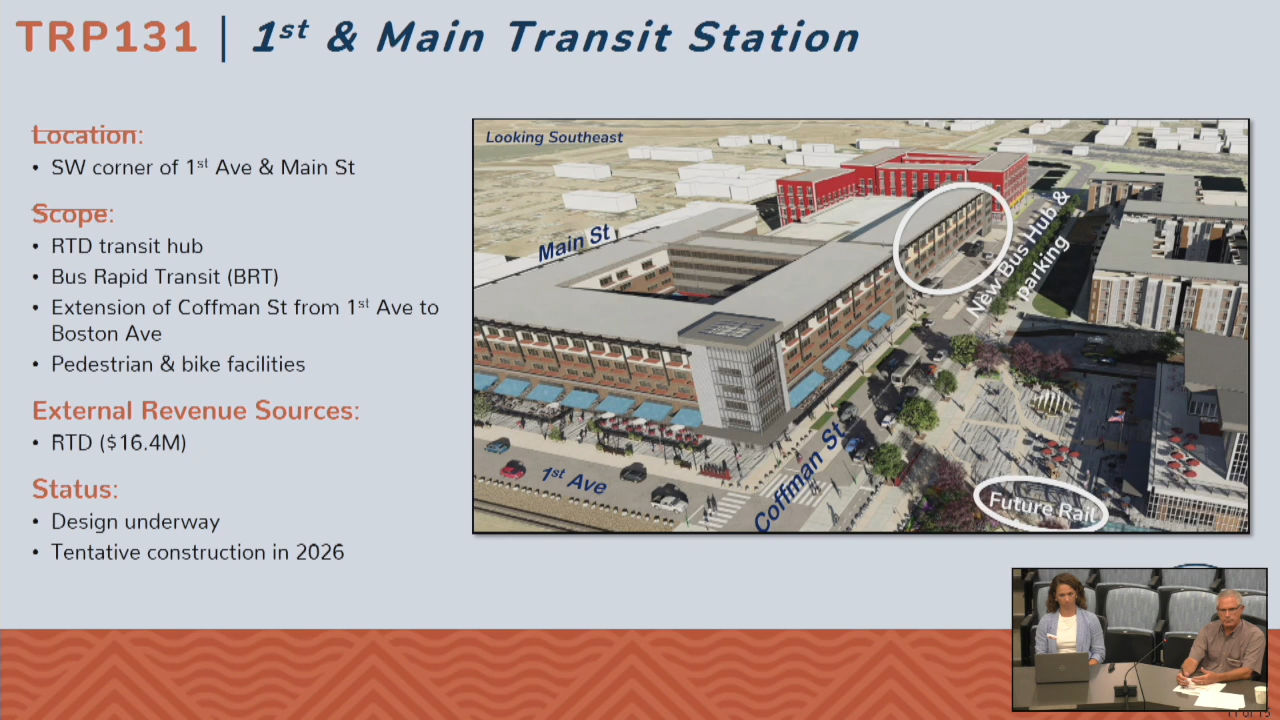 TRP131 | 1st & Main Transit Station
Location:
• SW corner of 1st Ave & Main St
Scope:
• RTD transit hub
• Bus Rapid Transit (BRT)
• Extension of Coffman St from 1st Ave to
Boston Ave
• Pedestrian & bike facilities
External Revenue Sources:
• RTD ($16.4M)
Status:
• Design underway
• Tentative construction in 2026
Looking Southeast
Main St
New Bus Hub &
parking
1st Ave
Coffman St
Future Rail